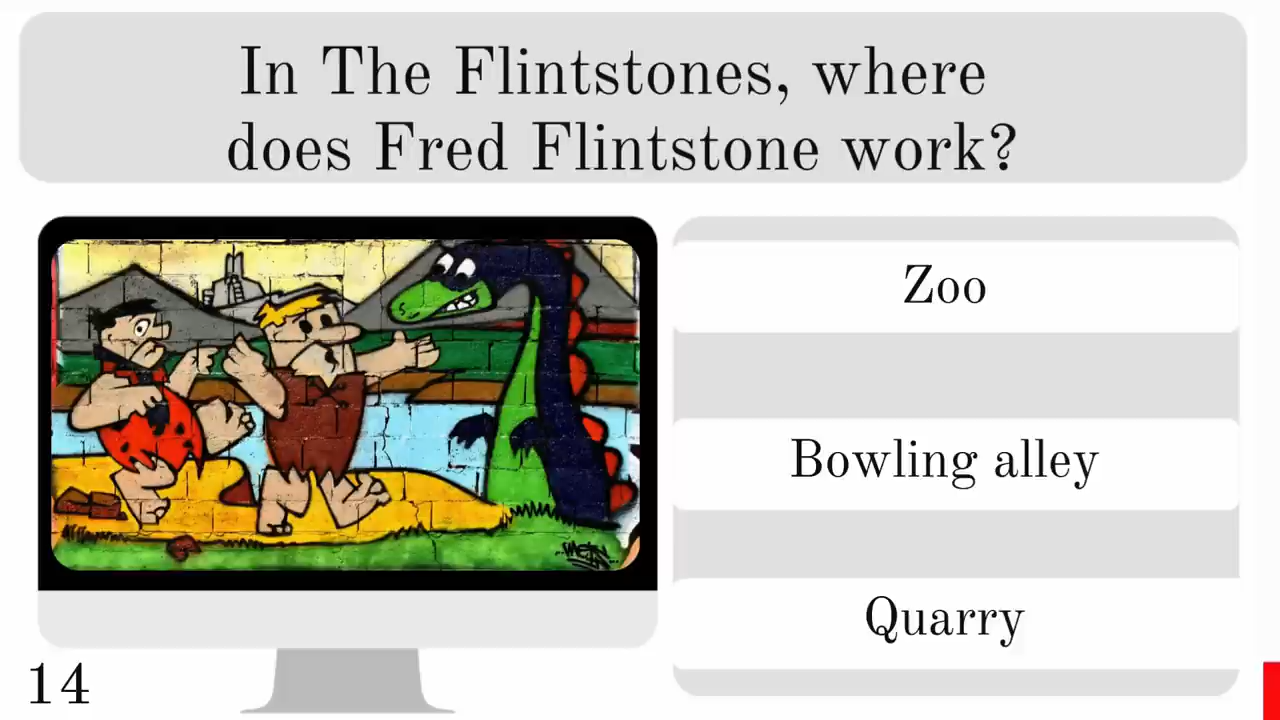 In The Flintstones, where
does Fred Flintstone work?
Zoo
Bowling alley
Quarry
14